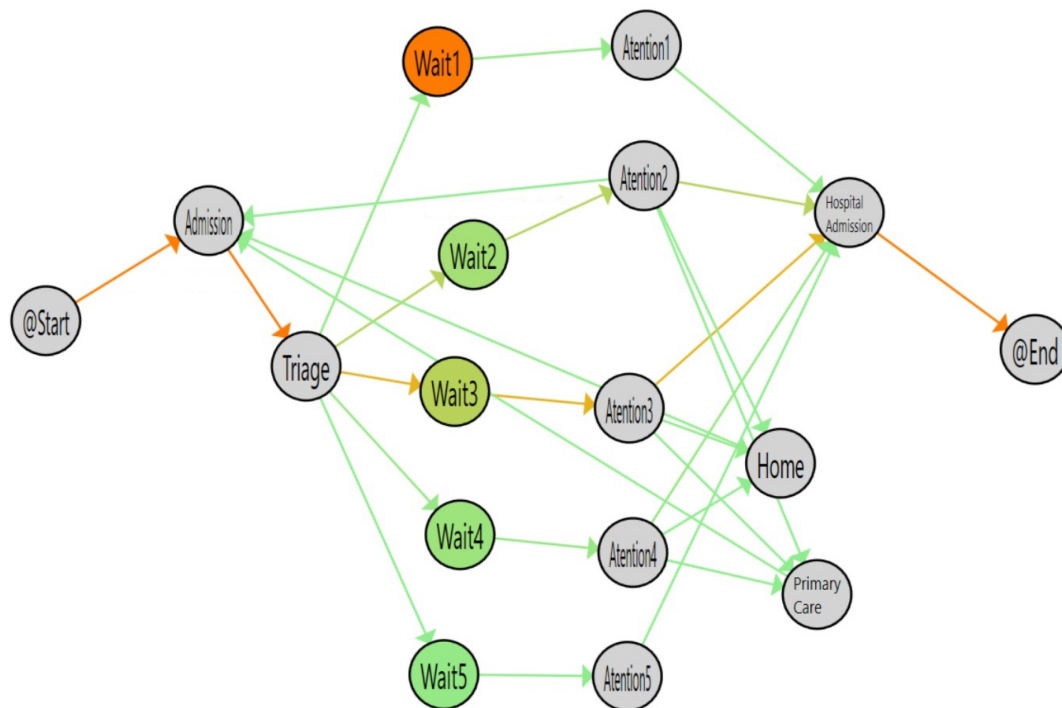 Wait1
Atention1
Atention2
Hospital
Admission
Admission
Wait2
@Start
@End
Triage
Wait3
Atention3
Home
Wait4
Atention4
Primary
Care
Wait5
Atention5